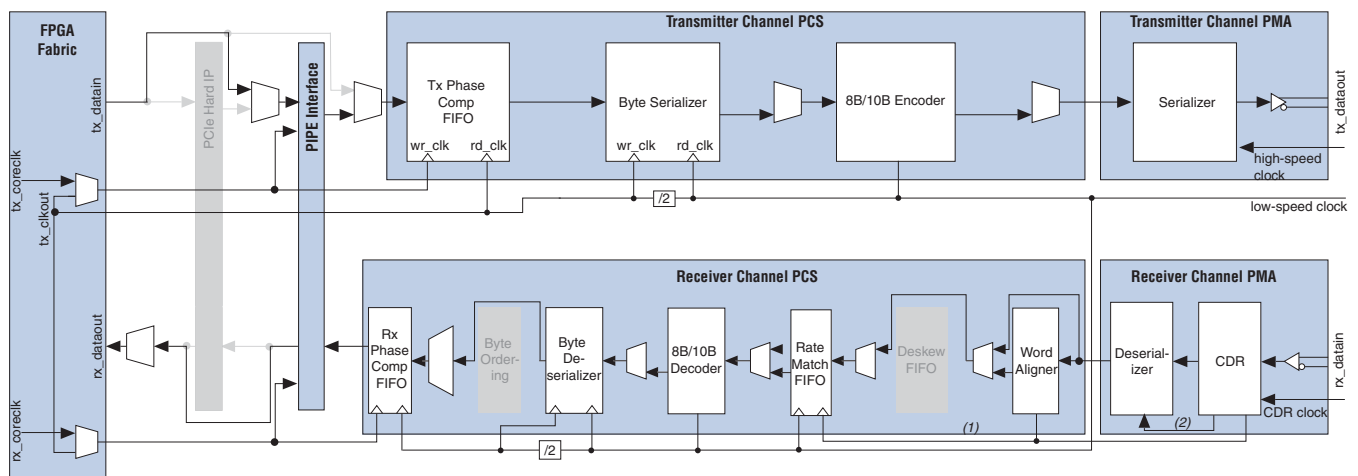 FPGA
Fabric
Transmitter Channel PCS
Transmitter Channel PMA
tx_datain
PCIe Hard IP
PIPE Interface
Tx Phase
Comp
FIFO
wr_clk
rd_clk
Byte Serializer
wr_clk
rd_clk
8B/10B Encoder
Serializer
tx_dataout
high-speed
clock
tx_coreclk
tx_clkout
/2
low-speed clock
Receiver Channel PCS
Receiver Channel PMA
rx_dataout
Rx
Phase
Comp
FIFO
Byte
Order-
ing
Byte
De-
serializer
8B/10B
Decoder
Rate
Match
FIFO
Deskew
FIFO
Word
Aligner
Deserial-
izer
CDR
rx_datain
CDR clock
rx_coreclk
/2
(1)
(2)